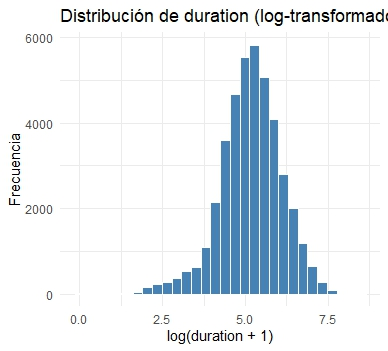 Distribución de duration (log-transformado
6000
4000
2000
0
Frecuencia
0.0 2.5 5.0 7.5
log(duration + 1)